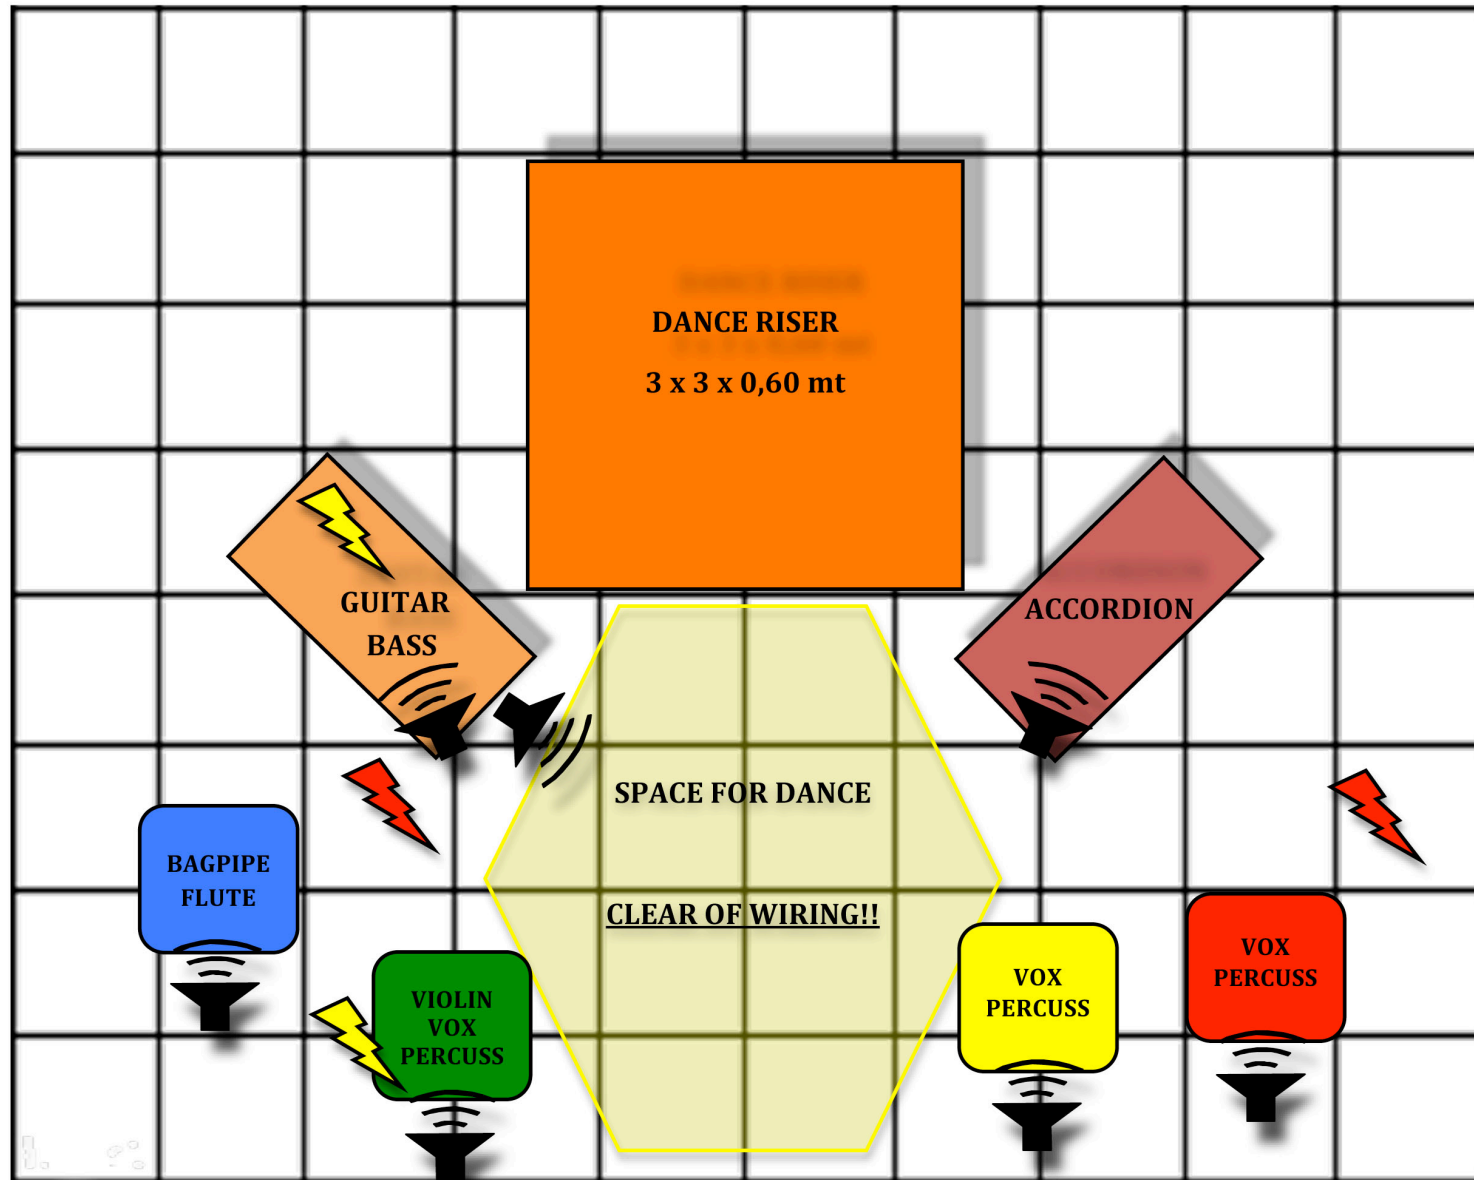 DANCE RISER
3 x 3 x 0,60 mt
GUITAR
BASS
ACCORDION
SPACE FOR DANCE
CLEAR OF WIRING!!
BAGPIPE
FLUTE
VIOLIN
VOX
PERCUSS
VOX
PERCUSS
VOX
PERCUSS